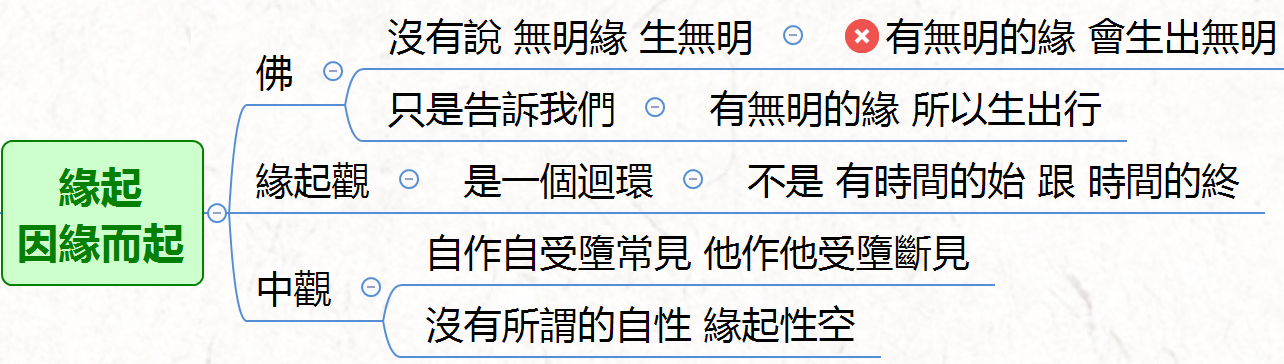 緣起
因緣而起
佛
沒有說 無明緣 生無明
有無明的緣 會生出無明
只是告訴我們
有無明的緣 所以生出行
緣起觀
是一個迴環
不是 有時間的始 跟 時間的終
中觀
自作自受墮常見 他作他受墮斷見
沒有所謂的自性 緣起性空